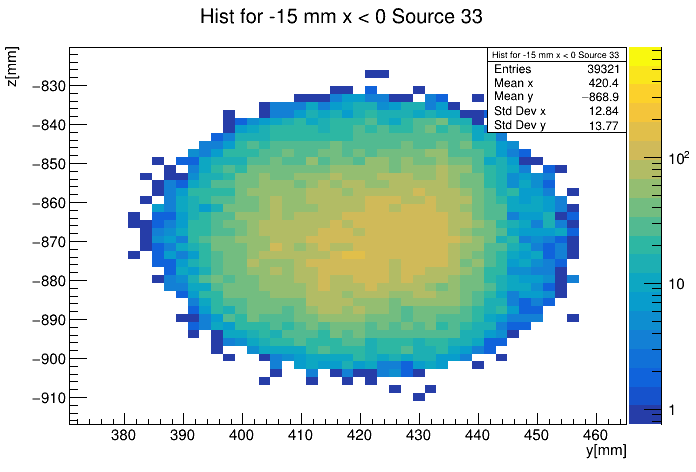 Hist for -15 mm x < 0 Source 33
z[mm]
Hist for -15 mm x < 0 Source 33
Entries 39321
Mean x 420.4
Mean y −868.9
Std Dev x 12.84
Std Dev y 13.77
−830
−840
−850
−860
−870
−880
−890
−900
−910
380 390 400 410 420 430 440 450 460
y[mm]
10²
10
1